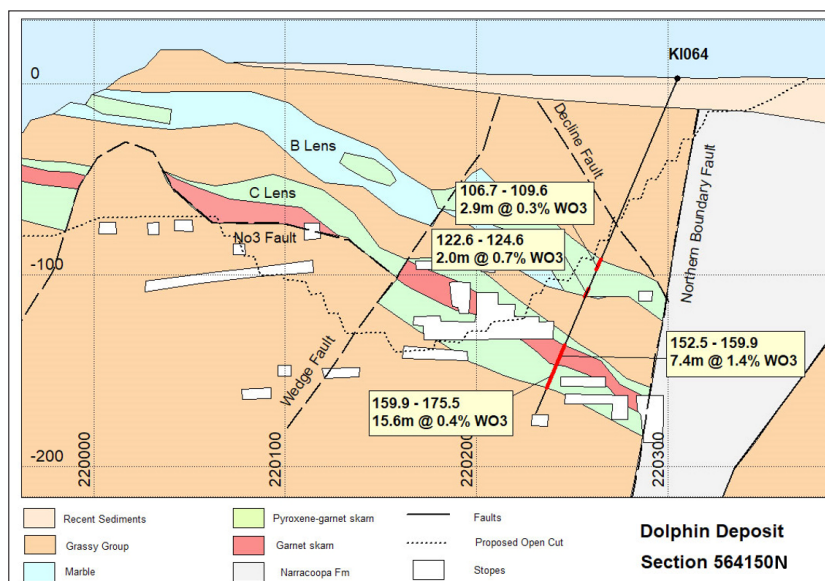 KI064
0
B Lens
Decline Fault
106.7 - 109.6
2.9m @ 0.3% WO3
C Lens
No3 Fault
122.6 - 124.6
2.0m @ 0.7% WO3
Northern Boundary Fault
-100
152.5 - 159.9
7.4m @ 1.4% WO3
Wedge Fault
159.9 - 175.5
15.6m @ 0.4% WO3
-200
220000
220100
220200
220300
Recent Sediments
Pyroxene-garnet skarn
Faults
Grassy Group
Garnet skarn
Proposed Open Cut
Marble
Narracoopa Fm
Stopes
Dolphin Deposit
Section 564150N